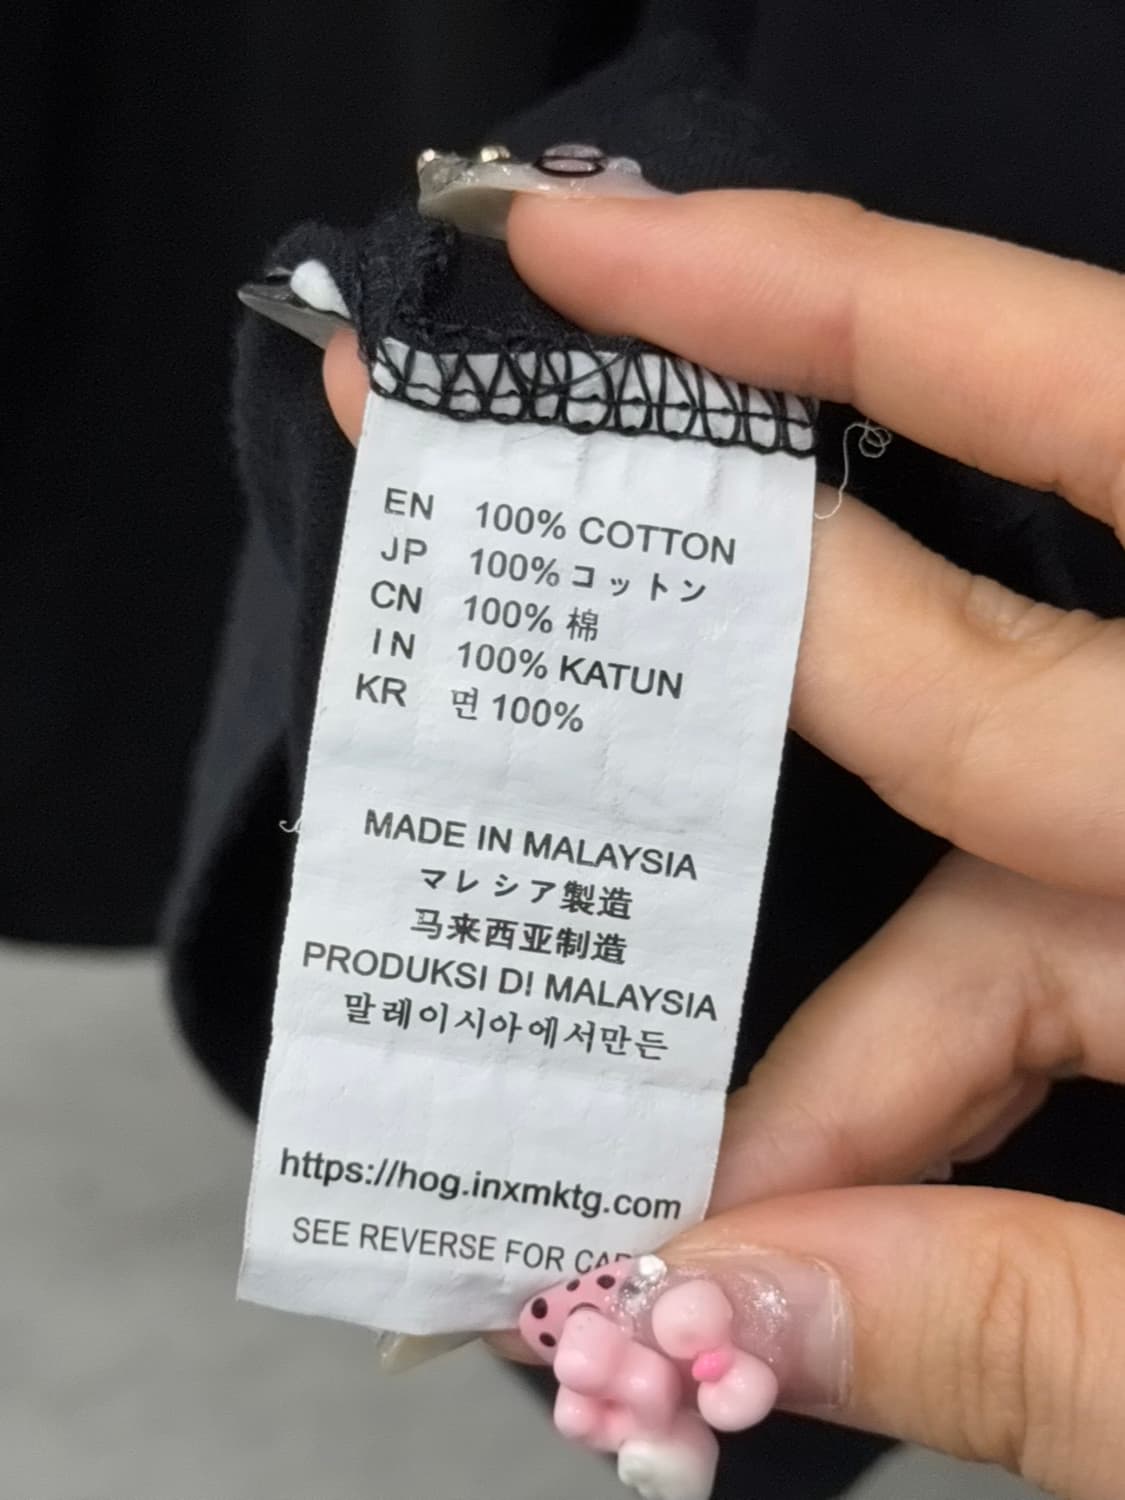 EN 100% COTTON
JP 100% コットン
CN 100% 棉
IN 100% KATUN
KR 면 100%
MADE IN MALAYSIA
マレシア製造
马来西亚制造
PRODUKSI DI MALAYSIA
말레이시아에서만든
https://hog.inxmktg.com
SEE REVERSE FOR